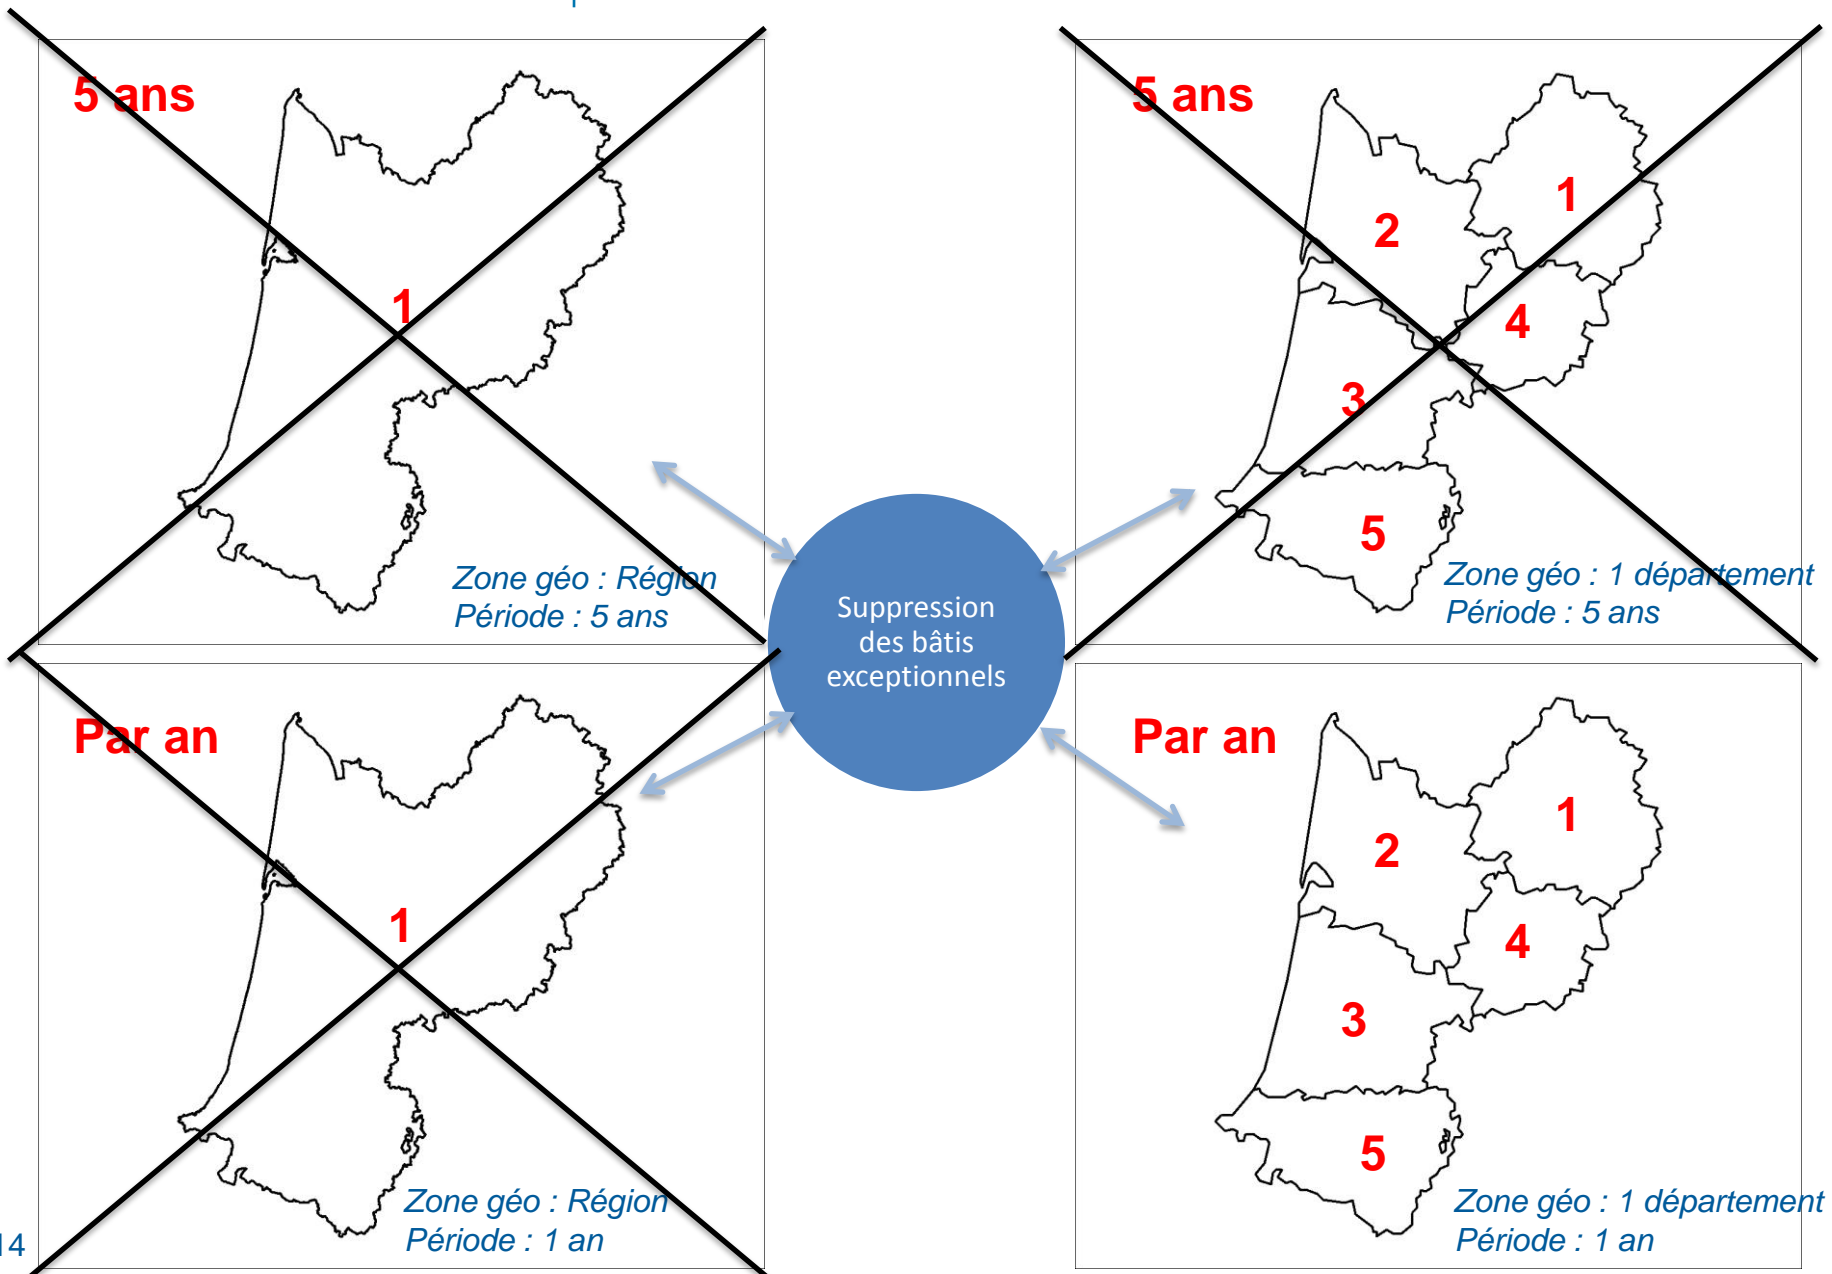 5 ans
1
Zone géo : Région
Période : 5 ans
5 ans
1
2
4
3
5
Zone géo : 1 département
Période : 5 ans
Suppression
des bâtis
exceptionnels
Par an
1
Zone géo : Région
Période : 1 an
Par an
1
2
4
3
5
Zone géo : 1 département
Période : 1 an
14